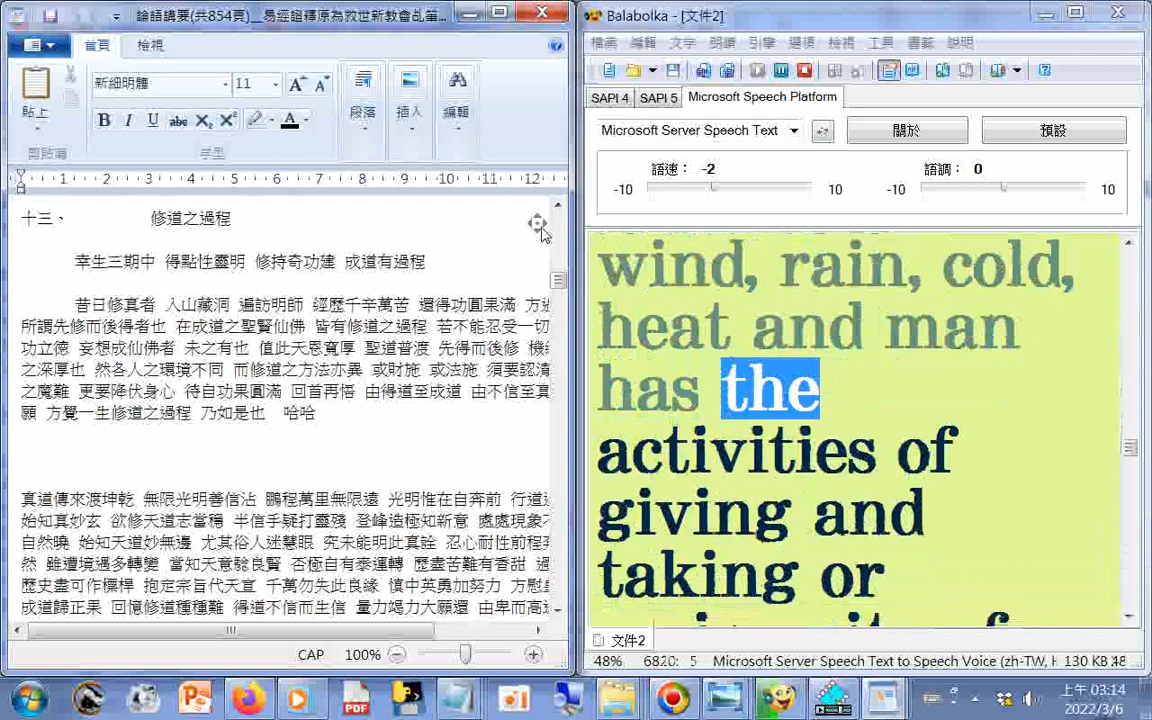 論語講要(共854頁)__易經證釋原為救世新教會乩筆...
首頁 檢視
新細明體 11
貼上
剪貼簿 字型 段落 插入 編輯
1 2 3 4 5 6 7 8 9 10 11 12
十三、 修道之過程
幸生三期中 得點性靈明 修持奇功建 成道有過程
昔日修真者 入山藏洞 遍訪明師 經歷千辛萬苦 還得功圓果滿 方
所謂先修而後得者也 在成道之聖賢仙佛 皆有修道之過程 若不能忍受一切
功立德 妄想成仙佛者 未之有也 值此天恩寬厚 聖道普渡 先得而後修 機
之深厚也 然各人之環境不同 而修道之方法亦異 或財施 或法施 須要認清
之魔難 更要降伏身心 待自功果圓滿 回首再悟 由得道至成道 由不信至真
願 方覺一生修道之過程 乃如是也 哈哈
真道傳來渡坤乾 無限光明善信沾 鵬程萬里無限遠 光明惟在自奔前 行道
始知真妙玄 欲修天道志當穩 半信半疑打靈殘 登峰造極知新意 處處現象
自然曉 始知天道妙無邊 尤其俗人迷慧眼 究未能明此真詮 忍心耐性前程
然 雖遭境遇多轉變 當知天意驗良賢 否極自有泰運轉 歷盡苦難有香甜 過
歷史盡可作標桿 抱定宗旨代天宣 千萬勿失此良緣 慎中英勇加努力 方慰
成道歸正果 回憶修道種種難 得道不信而生信 量力竭力大願還 由卑而高
CAP 100%
Balabolka - [文件2]
檔案 編輯 文字 朗讀 引擎 選項 檢視 工具 書籤 說明
SAPI 4 SAPI 5 Microsoft Speech Platform
Microsoft Server Speech Text 關於 預設
語速： -2 語調： 0
-10 10 -10 10
wind, rain, cold,
heat and man
has the
activities of
giving and
taking or
文件2
48% 6820: 5 Microsoft Server Speech Text to Speech Voice (zh-TW, H 130 KB 48
上午 03:14
2022/3/6